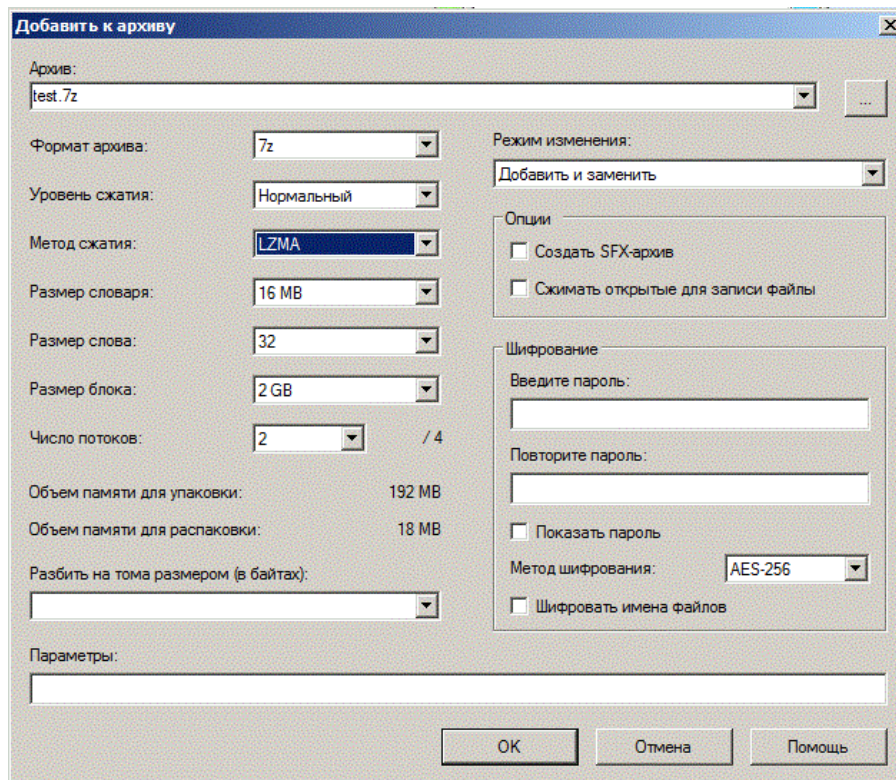 Добавить к архиву
Архив:
test.7z
...
Формат архива:
7z
Уровень сжатия:
Нормальный
Метод сжатия:
LZMA
Размер словаря:
16 MB
Размер слова:
32
Размер блока:
2 GB
Число потоков:
2
/ 4
Объем памяти для упаковки:
192 MB
Объем памяти для распаковки:
18 MB
Разбить на тома размером (в байтах):
Режим изменения:
Добавить и заменить
Опции
Создать SFX-архив
Сжимать открытые для записи файлы
Шифрование
Введите пароль:
Повторите пароль:
Показать пароль
Метод шифрования:
AES-256
Шифровать имена файлов
Параметры:
OK
Отмена
Помощь